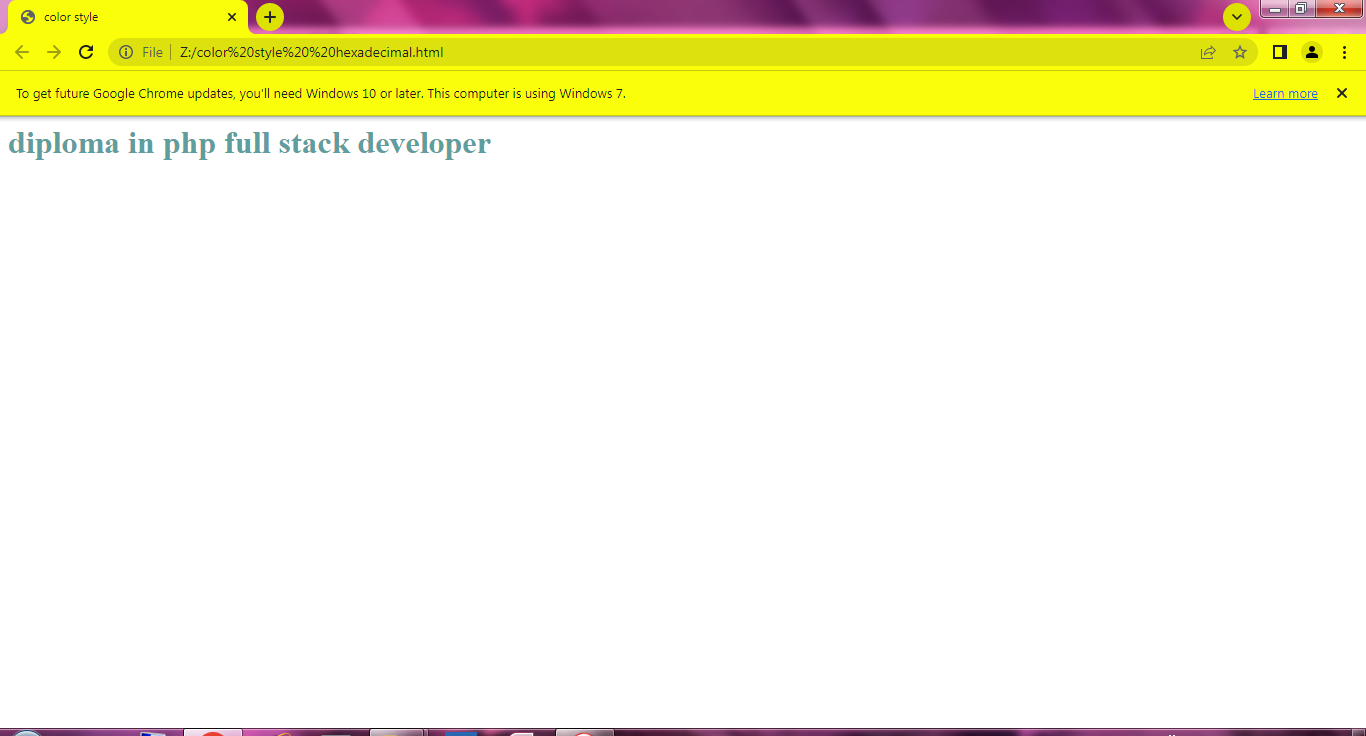 color style
File Z:/color%20style%20%20hexadecimal.html
To get future Google Chrome updates, you'll need Windows 10 or later. This computer is using Windows 7. Learn more
diploma in php full stack developer